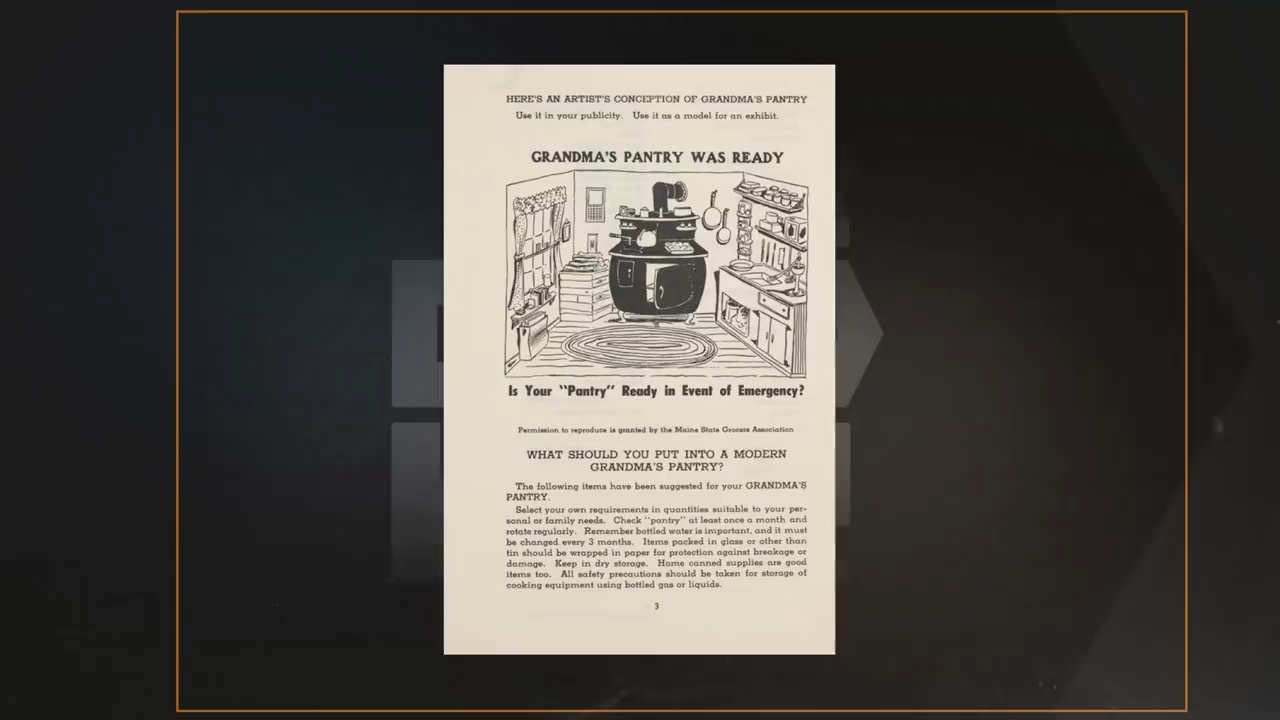 HERE'S AN ARTIST'S CONCEPTION OF GRANDMA'S PANTRY
Use it in your publicity. Use it as a model for an exhibit.
GRANDMA'S PANTRY WAS READY
Is Your "Pantry" Ready in Event of Emergency?
Permission to reproduce is granted by the Maine State Grocers Association
WHAT SHOULD YOU PUT INTO A MODERN
GRANDMA'S PANTRY?
The following items have been suggested for your GRANDMA'S
PANTRY.
Select your own requirements in quantities suitable to your per-
sonal or family needs. Check "pantry" at least once a month and
rotate regularly. Remember bottled water is important, and it must
be changed every 3 months. Items packed in glass or other than
tin should be wrapped in paper for protection against breakage or
damage. Keep in dry storage. Home canned supplies are good
items too. All safety precautions should be taken for storage of
cooking equipment using bottled gas or liquids.
3